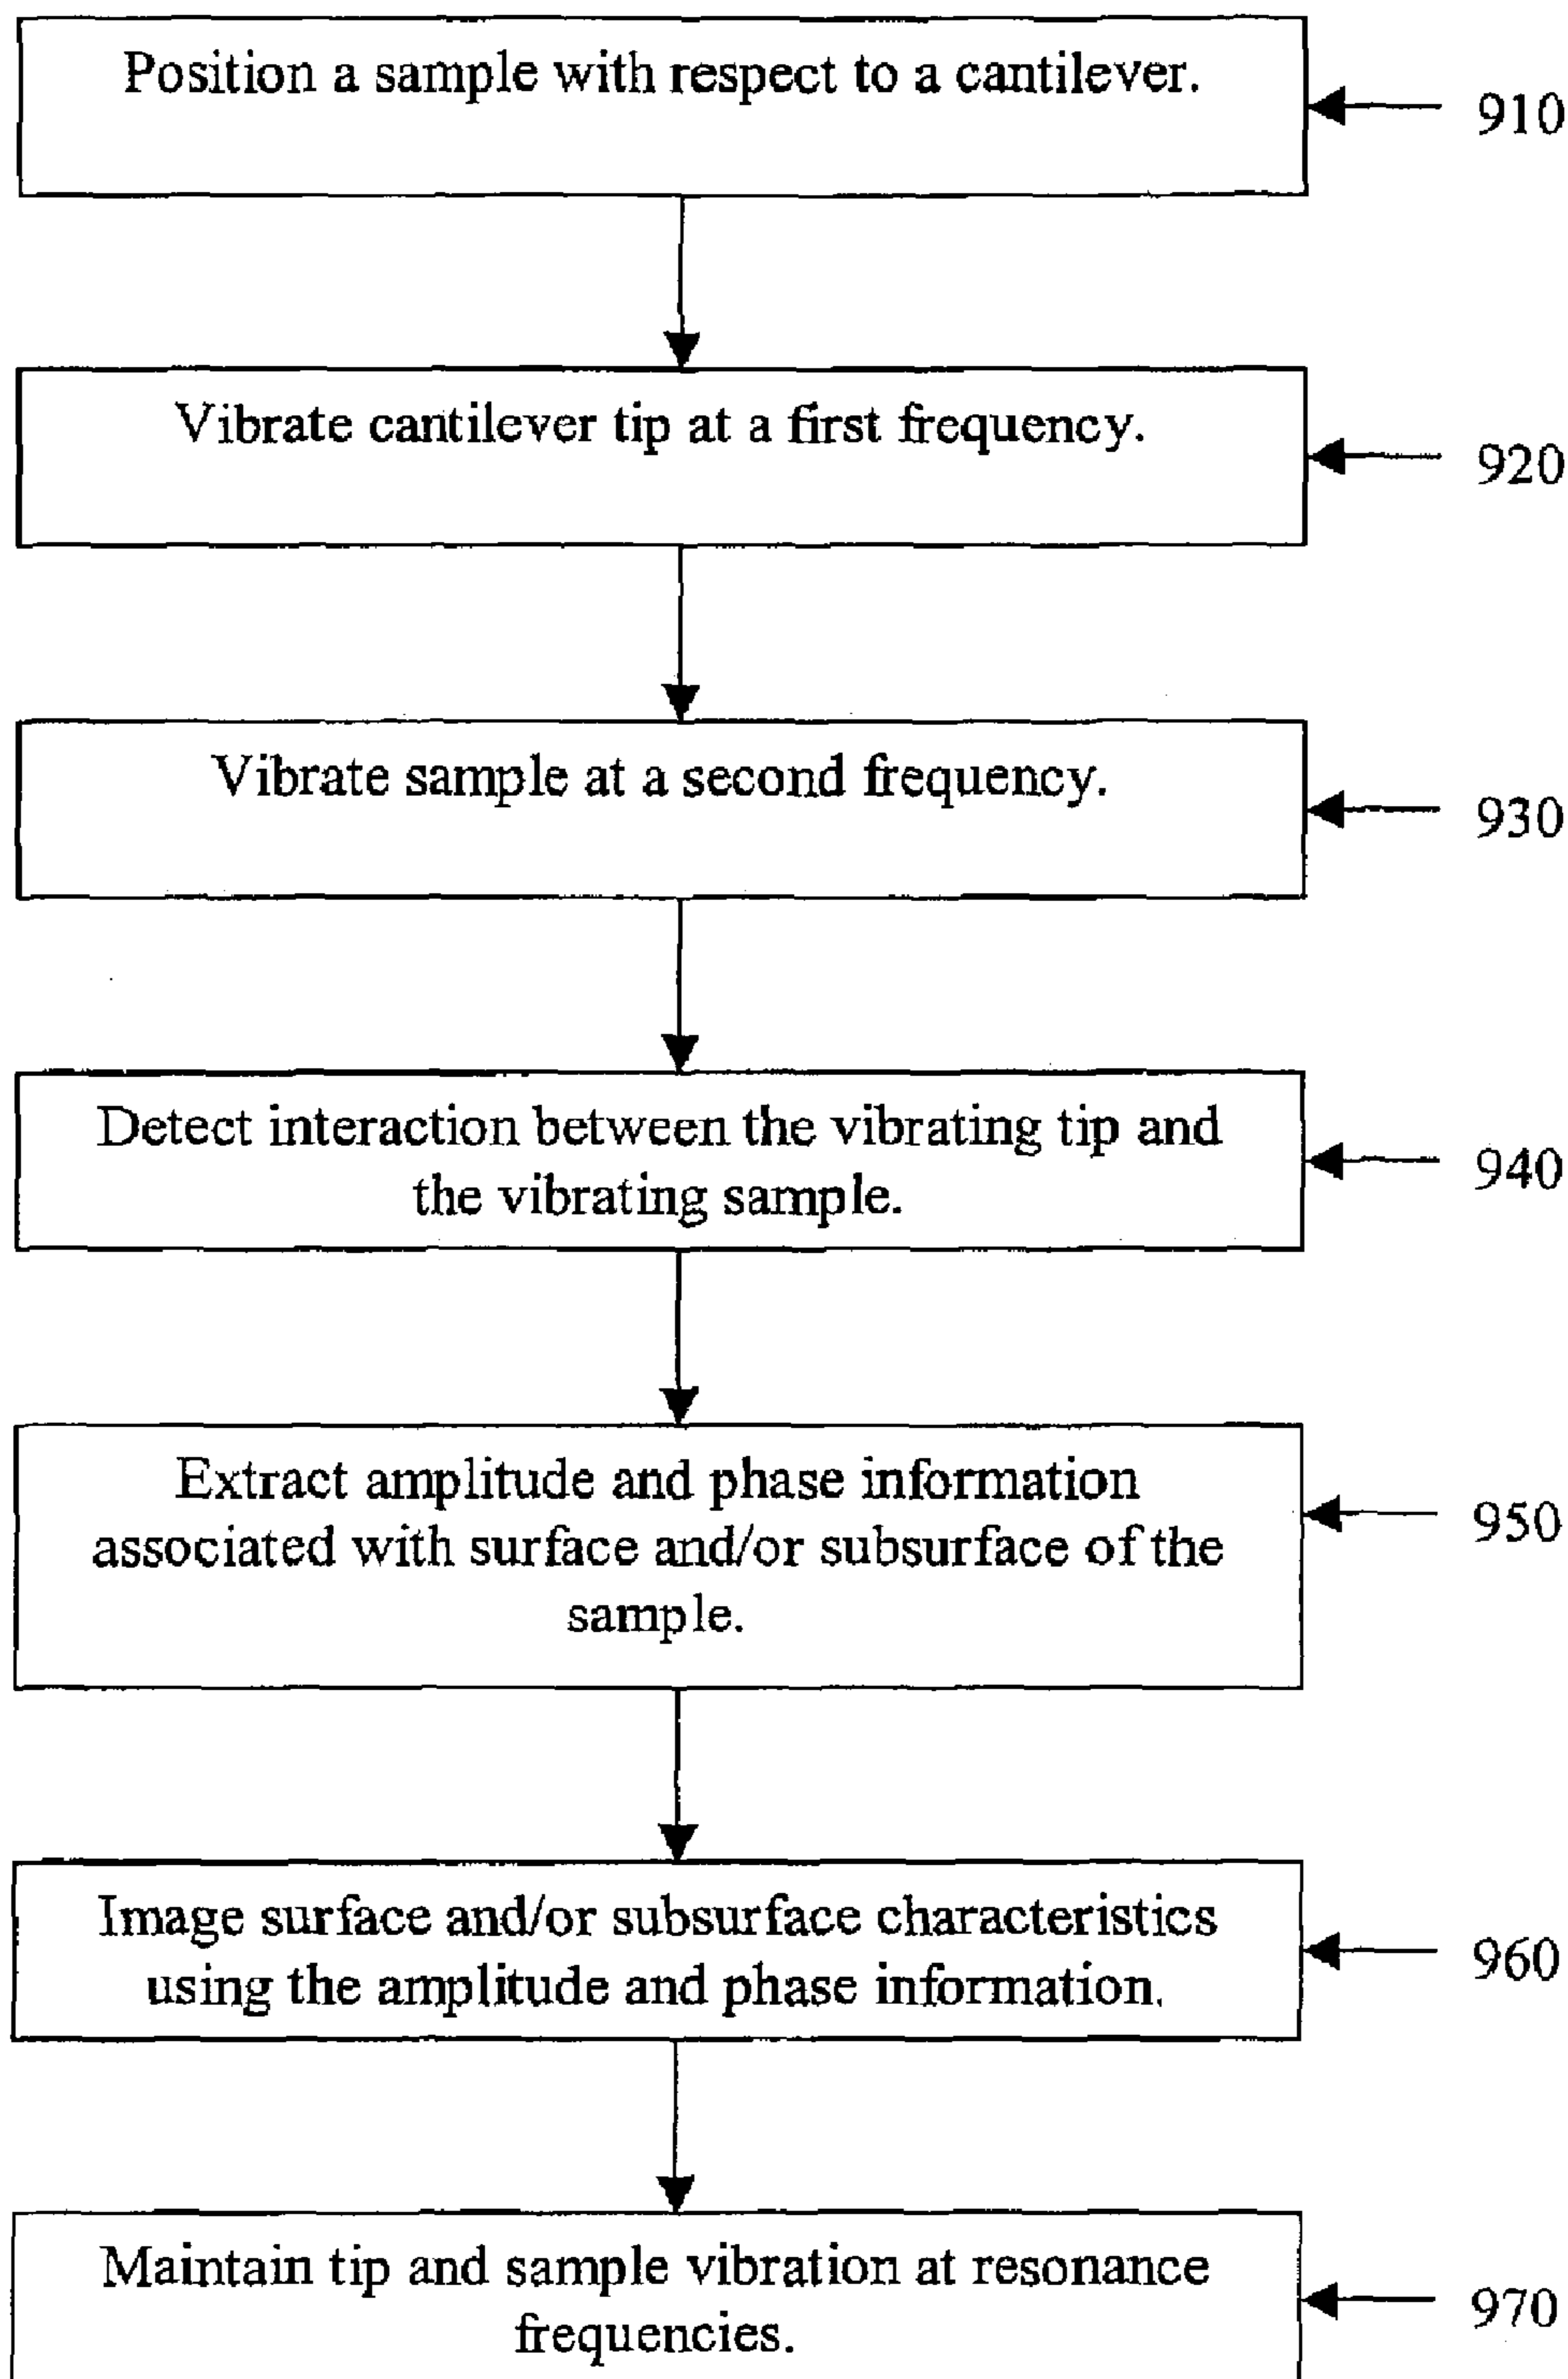 Position a sample with respect to a cantilever.
910
Vibrate cantilever tip at a first frequency.
920
Vibrate sample at a second frequency.
930
Detect interaction between the vibrating tip and
the vibrating sample.
940
Extract amplitude and phase information
associated with surface and/or subsurface of the
sample.
950
Image surface and/or subsurface characteristics
using the amplitude and phase information.
960
Maintain tip and sample vibration at resonance
frequencies.
970